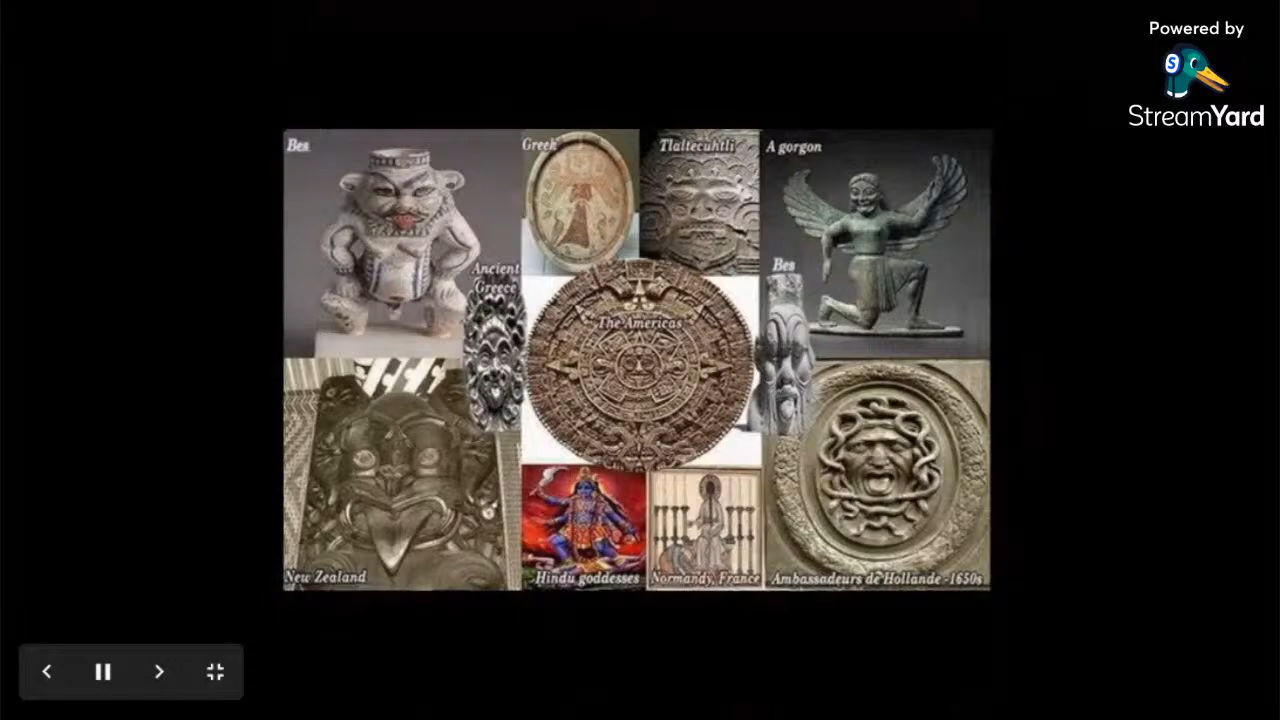 Powered by
S
StreamYard
Bes
Greek
Tlaltecuhtli
A gorgon
Ancient
Greece
Bes
The Americas
New Zealand
Hindu goddesses
Normandy, France
Ambassadeurs de Hollande -1650s